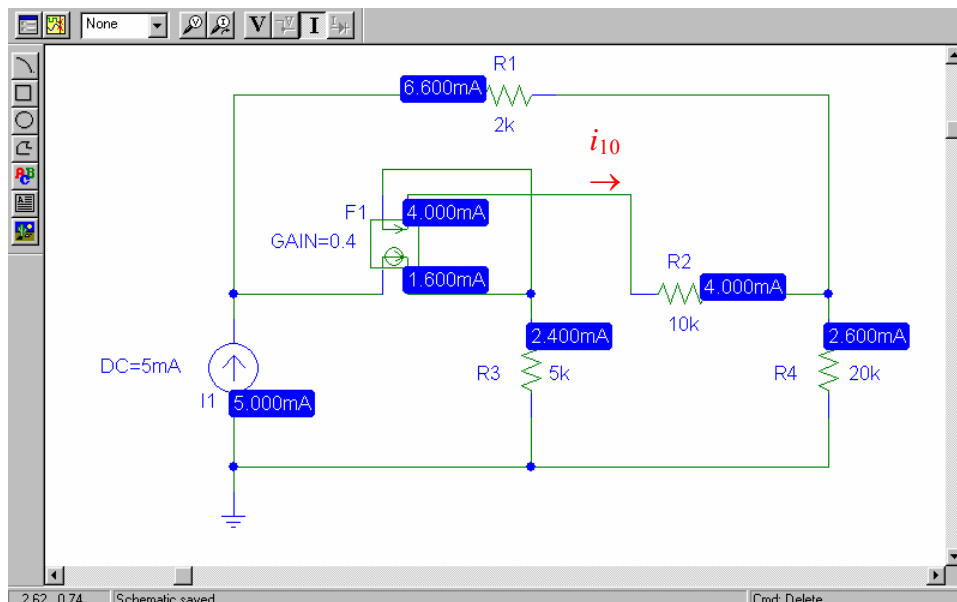 None V I
R1
6.600mA
2k
i10
→
F1
4.000mA
GAIN=0.4
1.600mA
R2
4.000mA
10k
2.400mA
2.600mA
DC=5mA
R3
5k
R4
20k
I1
5.000mA
2.62, 0.74 Schematic saved Cmd: Delete